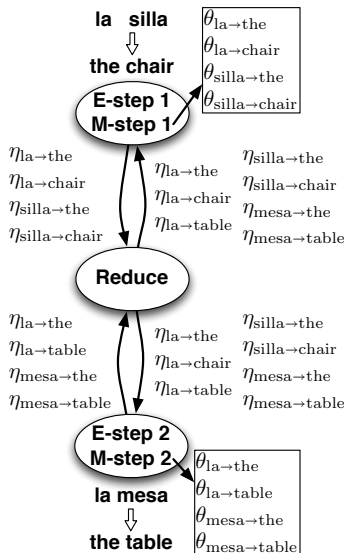 la silla
the chair
E-step 1
M-step 1
θla→the
θla→chair
θsilla→the
θsilla→chair
ηla→the
ηla→chair
ηsilla→the
ηsilla→chair
ηla→the
ηla→chair
ηla→table
ηsilla→the
ηsilla→chair
ηmesa→the
ηmesa→table
Reduce
ηla→the
ηla→table
ηmesa→the
ηmesa→table
ηla→the
ηla→chair
ηla→table
ηsilla→the
ηsilla→chair
ηmesa→the
ηmesa→table
E-step 2
M-step 2
θla→the
θla→table
θmesa→the
θmesa→table
la mesa
the table